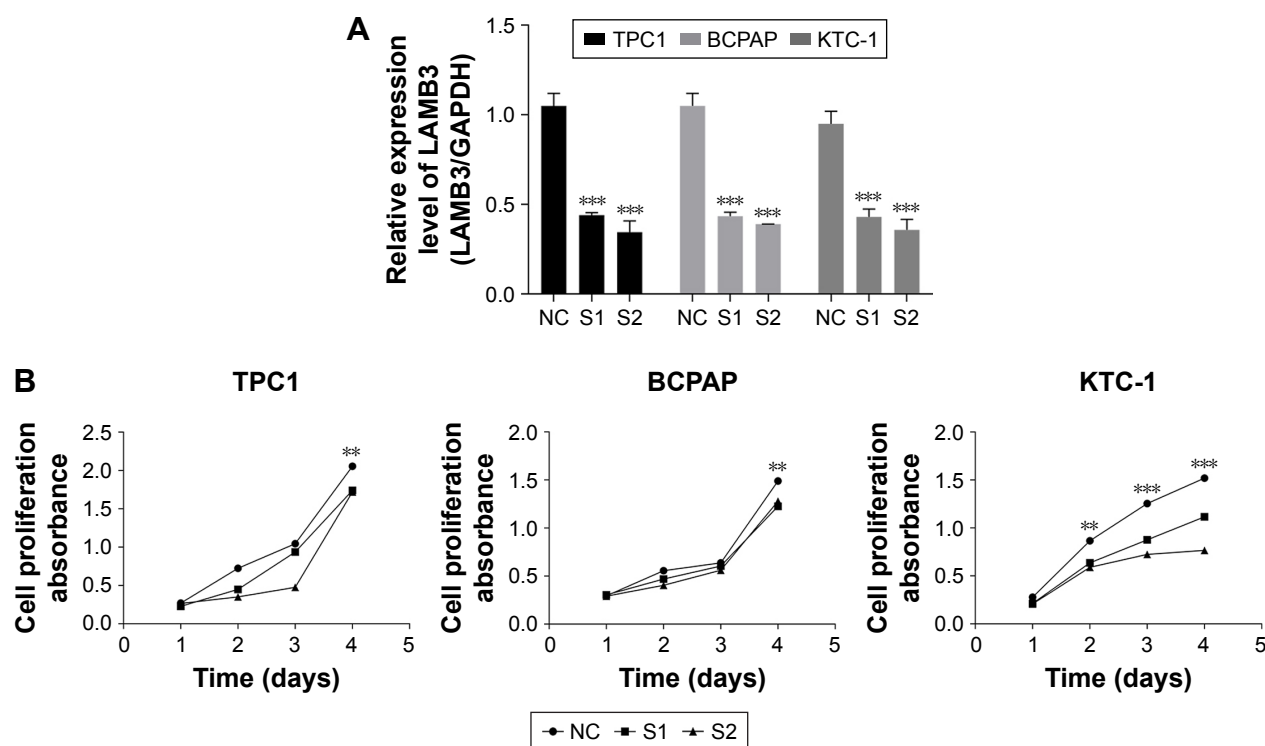 A
Relative expression
level of LAMB3
(LAMB3/GAPDH)
TPC1 BCPAP KTC-1
1.5
1.0
0.5
0.0
*** *** *** *** *** ***
NC S1 S2 NC S1 S2 NC S1 S2
B
TPC1
Cell proliferation
absorbance
2.5
2.0
1.5
1.0
0.5
0.0
**
0 1 2 3 4 5
Time (days)
BCPAP
Cell proliferation
absorbance
2.0
1.5
1.0
0.5
0.0
**
0 1 2 3 4 5
Time (days)
KTC-1
Cell proliferation
absorbance
2.0
1.5
1.0
0.5
0.0
** *** ***
0 1 2 3 4 5
Time (days)
NC S1 S2